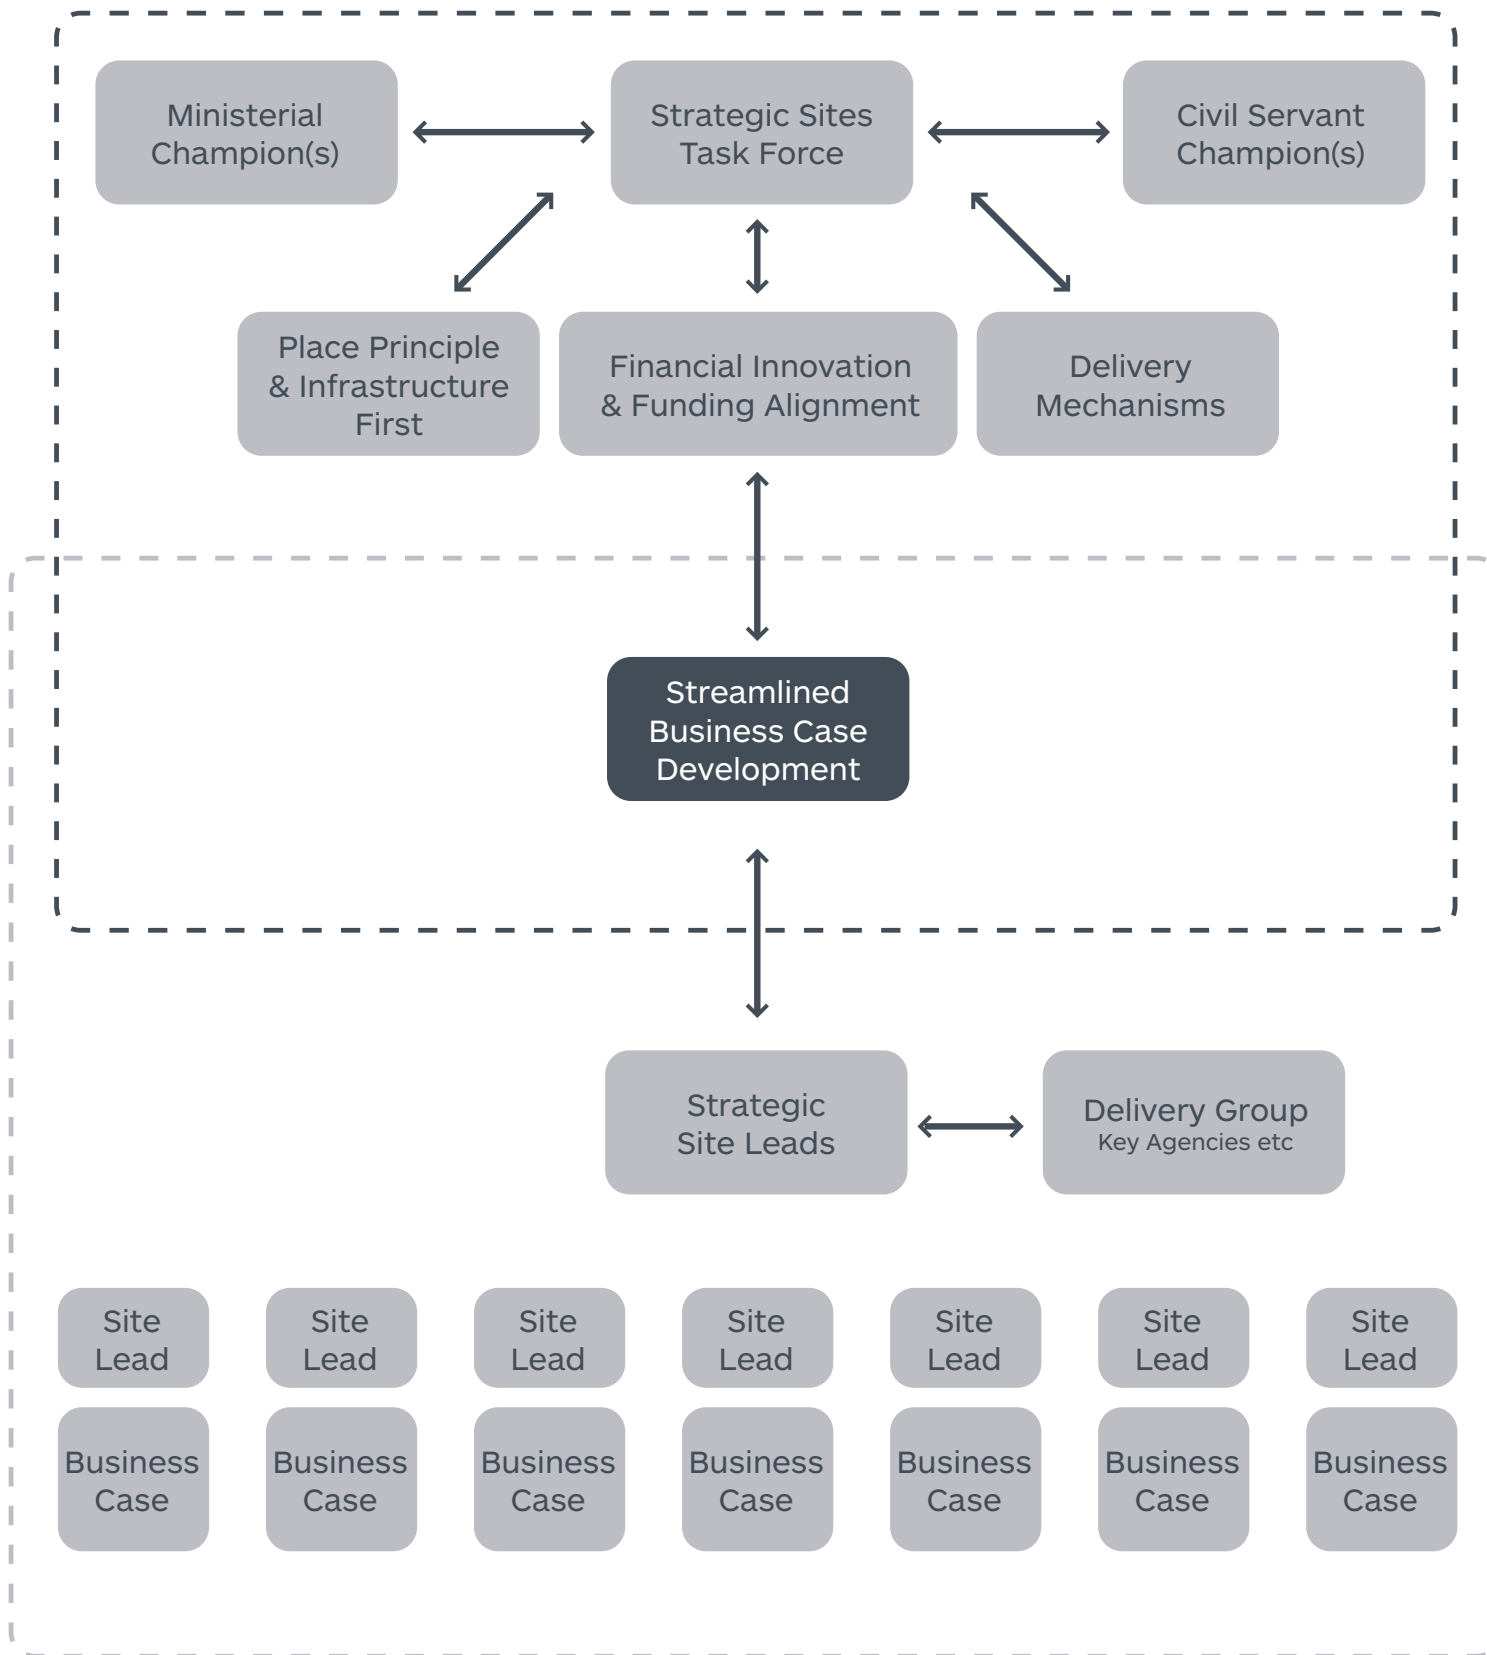 Ministerial
Champion(s)
Strategic Sites
Task Force
Civil Servant
Champion(s)
Place Principle
& Infrastructure
First
Financial Innovation
& Funding Alignment
Delivery
Mechanisms
Streamlined
Business Case
Development
Strategic
Site Leads
Delivery Group
Key Agencies etc
Site
Lead
Site
Lead
Site
Lead
Site
Lead
Site
Lead
Site
Lead
Site
Lead
Business
Case
Business
Case
Business
Case
Business
Case
Business
Case
Business
Case
Business
Case